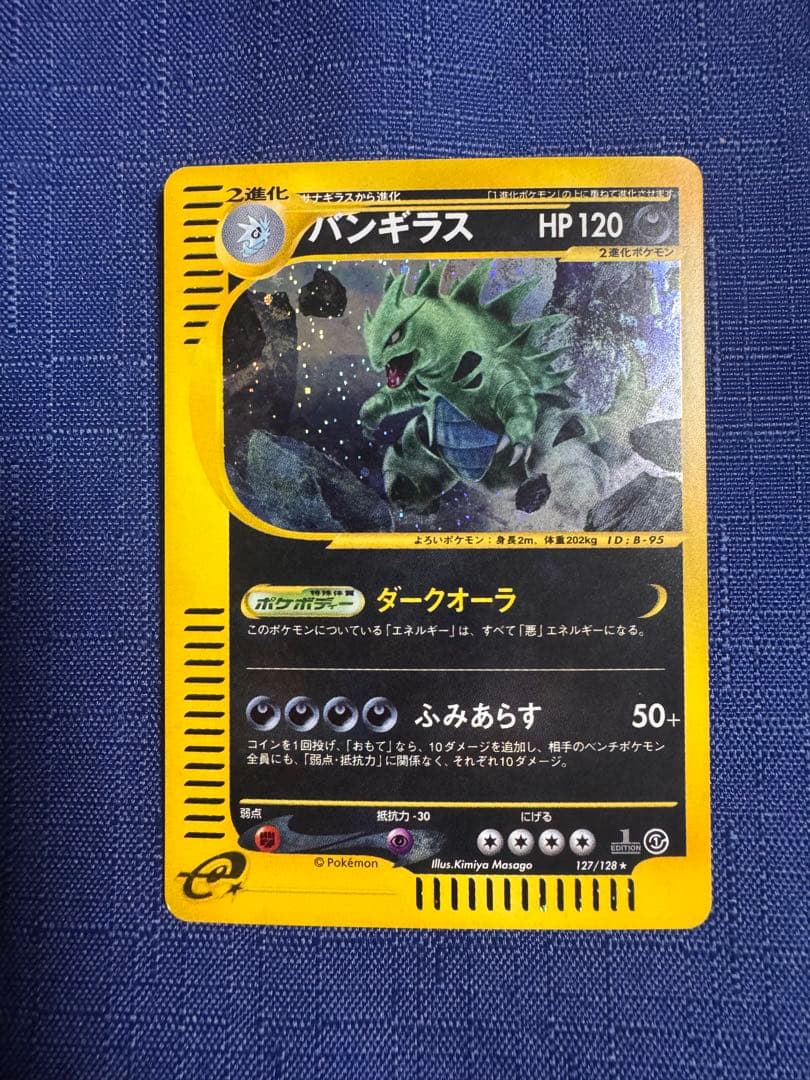 2進化 サナギラスから進化 「1進化ポケモン」の上に重ねて進化させます。
バンギラス HP 120
2進化ポケモン
よろいポケモン：身長2m、体重202kg ID：B-95
特殊体質
ポケボディー ダークオーラ
このポケモンについている「エネルギー」は、すべて「悪」エネルギーになる。
ふみあらす 50+
コインを1回投げ、「おもて」なら、10ダメージを追加し、相手のベンチポケモン
全員にも、「弱点・抵抗力」に関係なく、それぞれ10ダメージ。
弱点 抵抗力 -30 にげる
1 EDITION
e
© Pokémon Illus.Kimiya Masago 127/128 ★